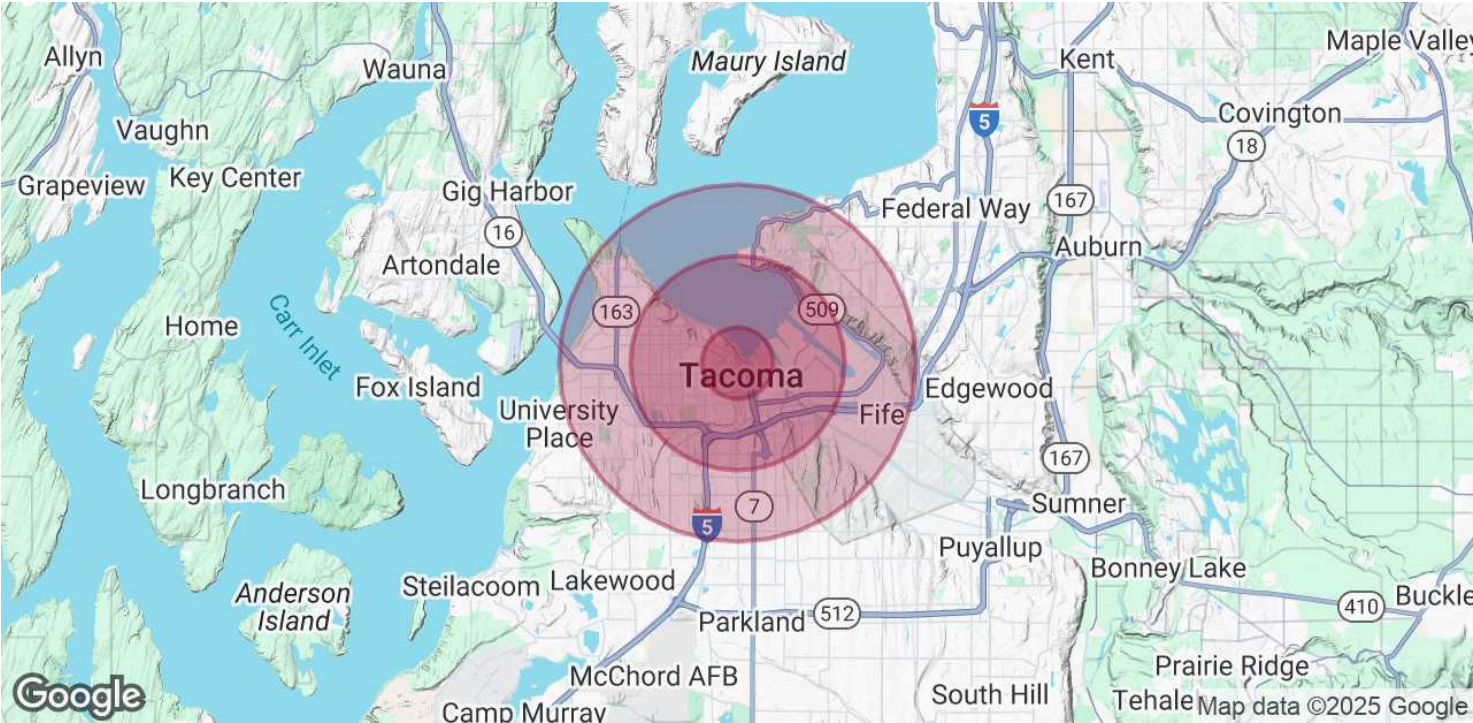 Allyn
Wauna
Maury Island
Kent
Maple Valley
Vaughn
5
Covington
18
Grapeview
Key Center
Gig Harbor
16
Federal Way
167
Auburn
Artondale
Carr Inlet
Home
163
509
Tacoma
Fox Island
Edgewood
University
Place
Fife
167
Longbranch
7
5
Sumner
Puyallup
Anderson
Island
Steilacoom
Lakewood
Bonney Lake
Parkland
512
410
Buckle
McChord AFB
Prairie Ridge
South Hill
Tehale
Camp Murray
Google
Map data ©2025 Google